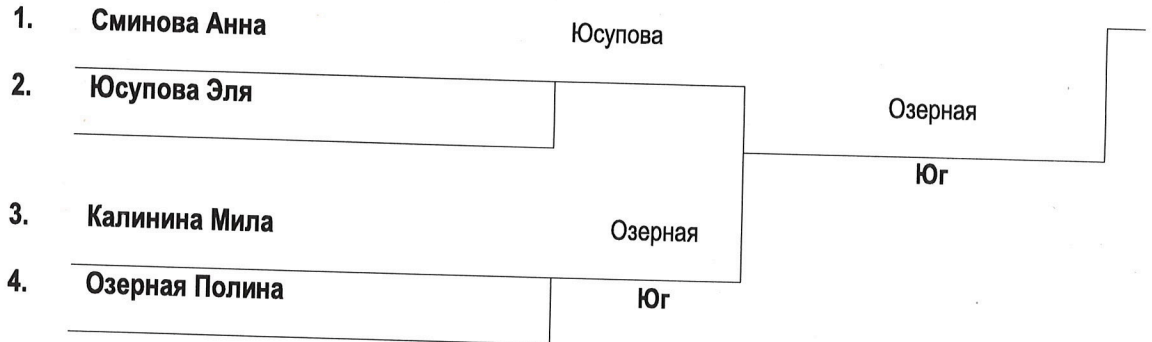 1. Сминова Анна
Юсупова
2. Юсупова Эля
Озерная
Юг
3. Калинина Мила
Озерная
4. Озерная Полина
Юг